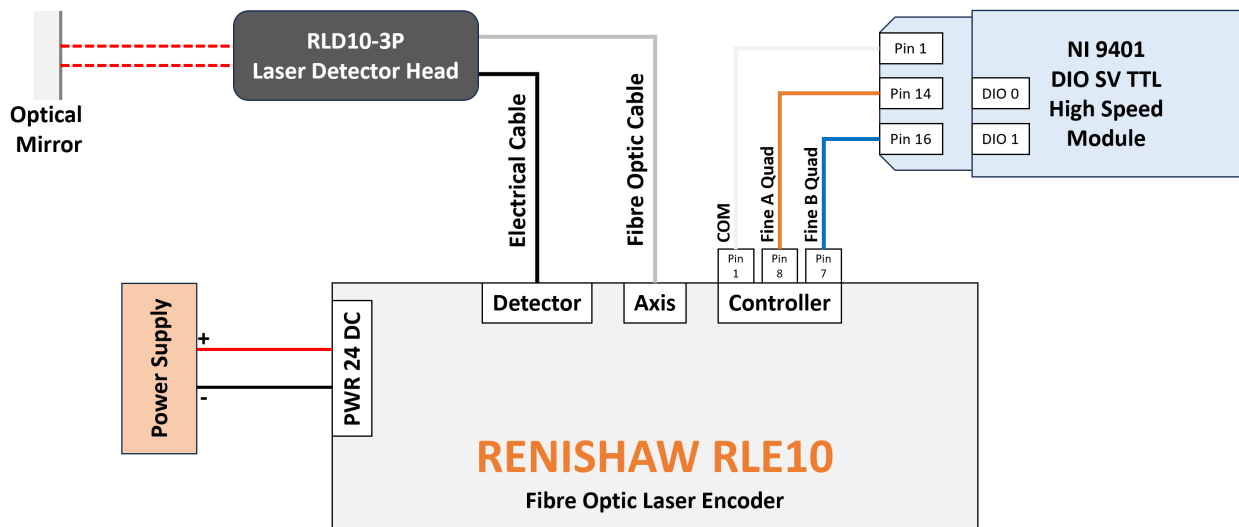 Optical
Mirror
RLD10-3P
Laser Detector Head
Electrical Cable
Fibre Optic Cable
COM
Fine A Quad
Fine B Quad
Pin 1
Pin 14
Pin 16
DIO 0
DIO 1
NI 9401
DIO SV TTL
High Speed
Module
Pin
1
Pin
8
Pin
7
Detector
Axis
Controller
Power Supply
+
-
PWR 24 DC
RENISHAW RLE10
Fibre Optic Laser Encoder